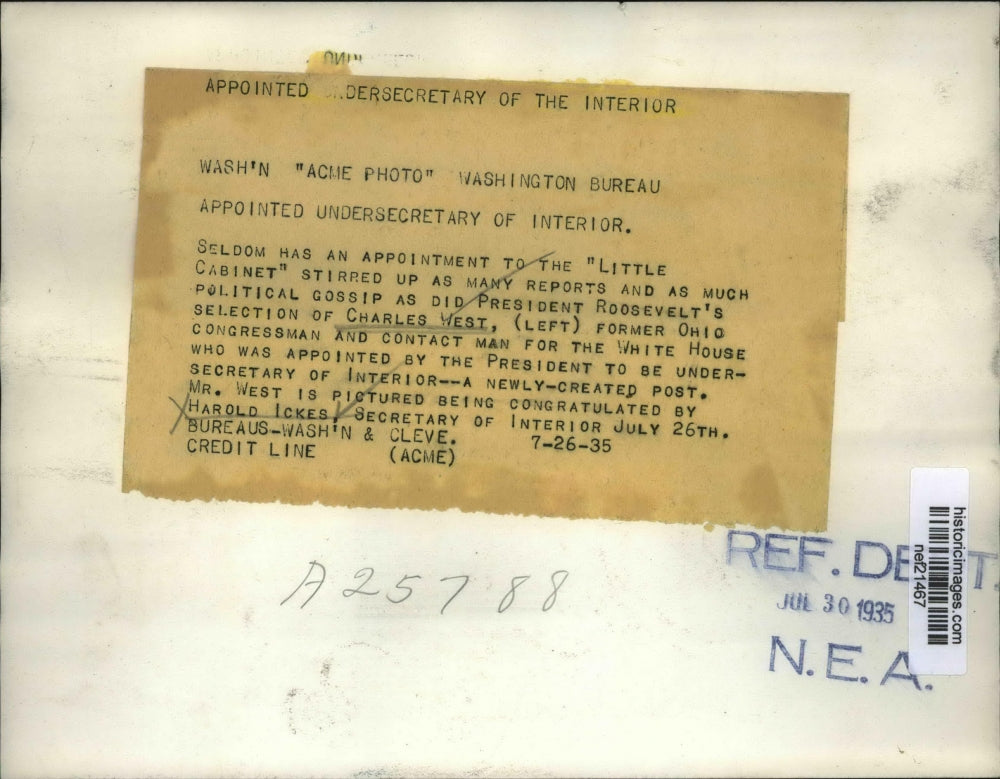 APPOINTED UNDERSECRETARY OF THE INTERIOR
WASH'N "ACME PHOTO" WASHINGTON BUREAU
APPOINTED UNDERSECRETARY OF INTERIOR.
SELDOM HAS AN APPOINTMENT TO THE "LITTLE
CABINET" STIRRED UP AS MANY REPORTS AND AS MUCH
POLITICAL GOSSIP AS DID PRESIDENT ROOSEVELT'S
SELECTION OF CHARLES WEST, (LEFT) FORMER OHIO
CONGRESSMAN AND CONTACT MAN FOR THE WHITE HOUSE
WHO WAS APPOINTED BY THE PRESIDENT TO BE UNDER-
SECRETARY OF INTERIOR--A NEWLY-CREATED POST.
MR. WEST IS PICTURED BEING CONGRATULATED BY
HAROLD ICKES, SECRETARY OF INTERIOR JULY 26TH.
BUREAUS-WASH'N & CLEVE. 7-26-35
CREDIT LINE (ACME)
A25788
REF. DEPT.
JUL 30 1935
N.E.A.
historicimages.com
nef21467